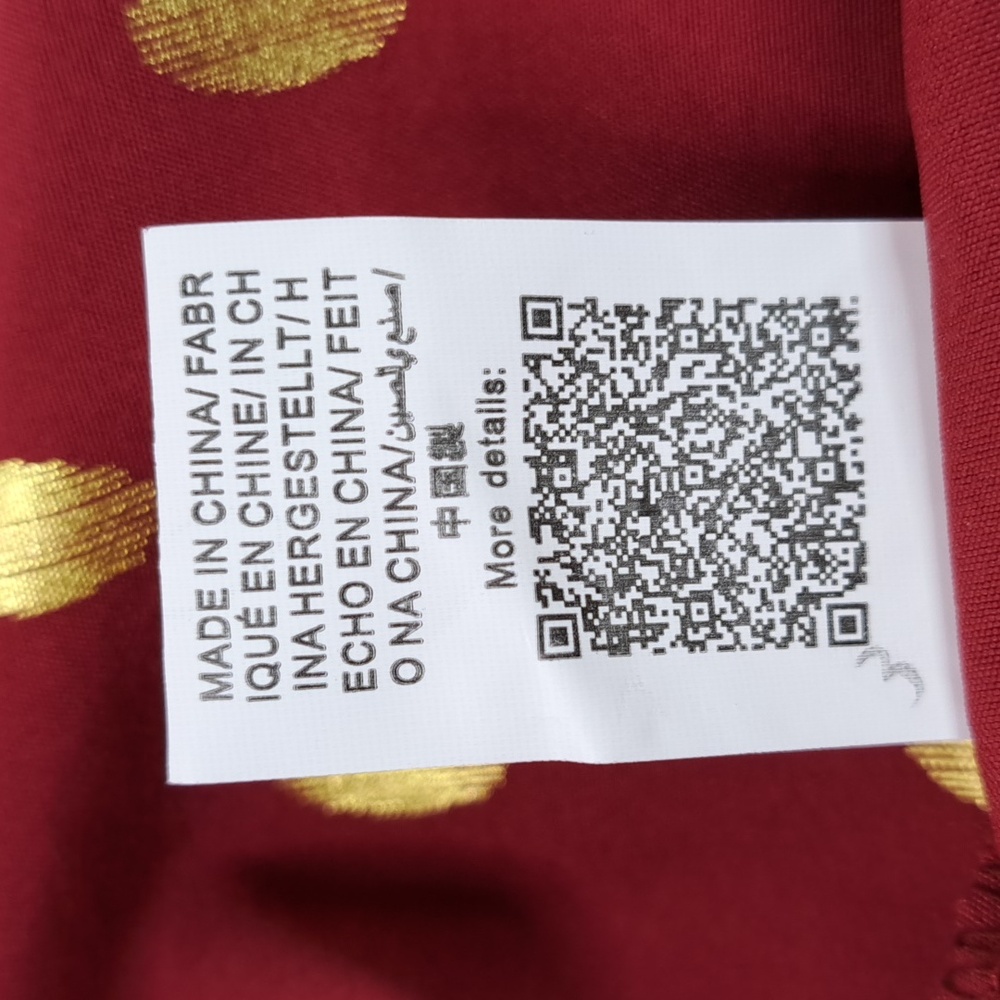 MADE IN CHINA/ FABR
IQUÉ EN CHINE/ IN CH
INA HERGESTELLT/ H
ECHO EN CHINA/ FEIT
O NA CHINA/صنع في الصين/
中国製
More details:
3